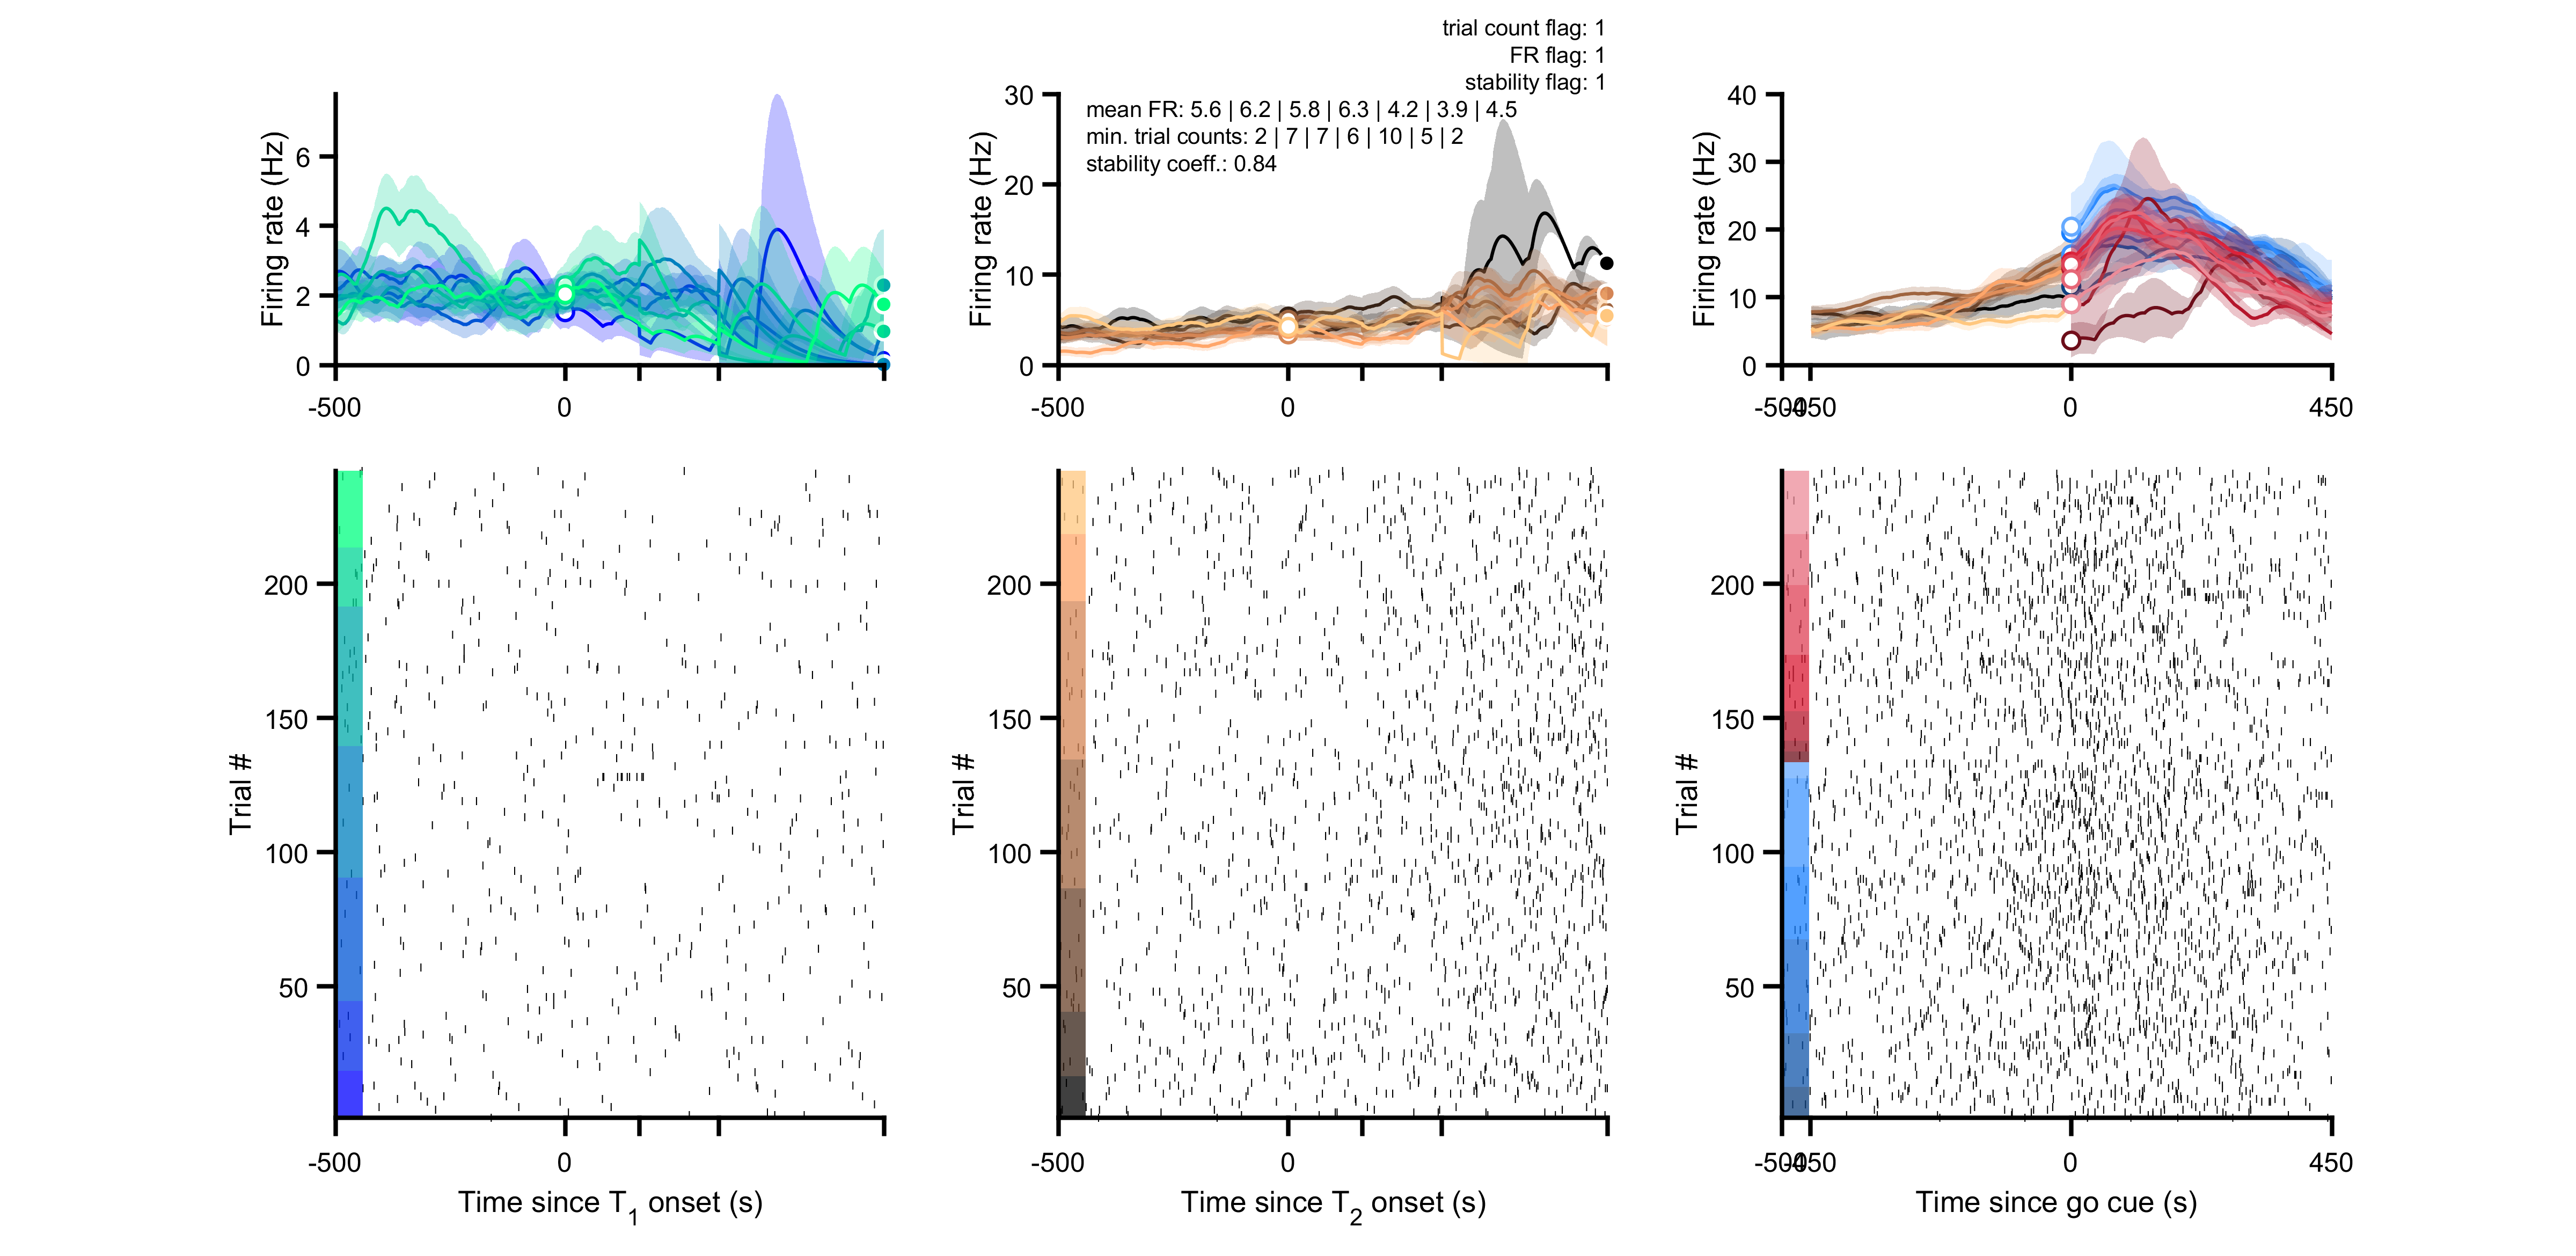 trial count flag: 1
FR flag: 1
stability flag: 1
mean FR: 5.6 | 6.2 | 5.8 | 6.3 | 4.2 | 3.9 | 4.5
min. trial counts: 2 | 7 | 7 | 6 | 10 | 5 | 2
stability coeff.: 0.84
Firing rate (Hz)
6
4
2
0
-500
0
Firing rate (Hz)
30
20
10
0
-500
0
Firing rate (Hz)
40
30
20
10
0
-500
-450
0
450
Trial #
200
150
100
50
-500
0
Time since T1 onset (s)
Trial #
200
150
100
50
-500
0
Time since T2 onset (s)
Trial #
200
150
100
50
-500
-450
0
450
Time since go cue (s)